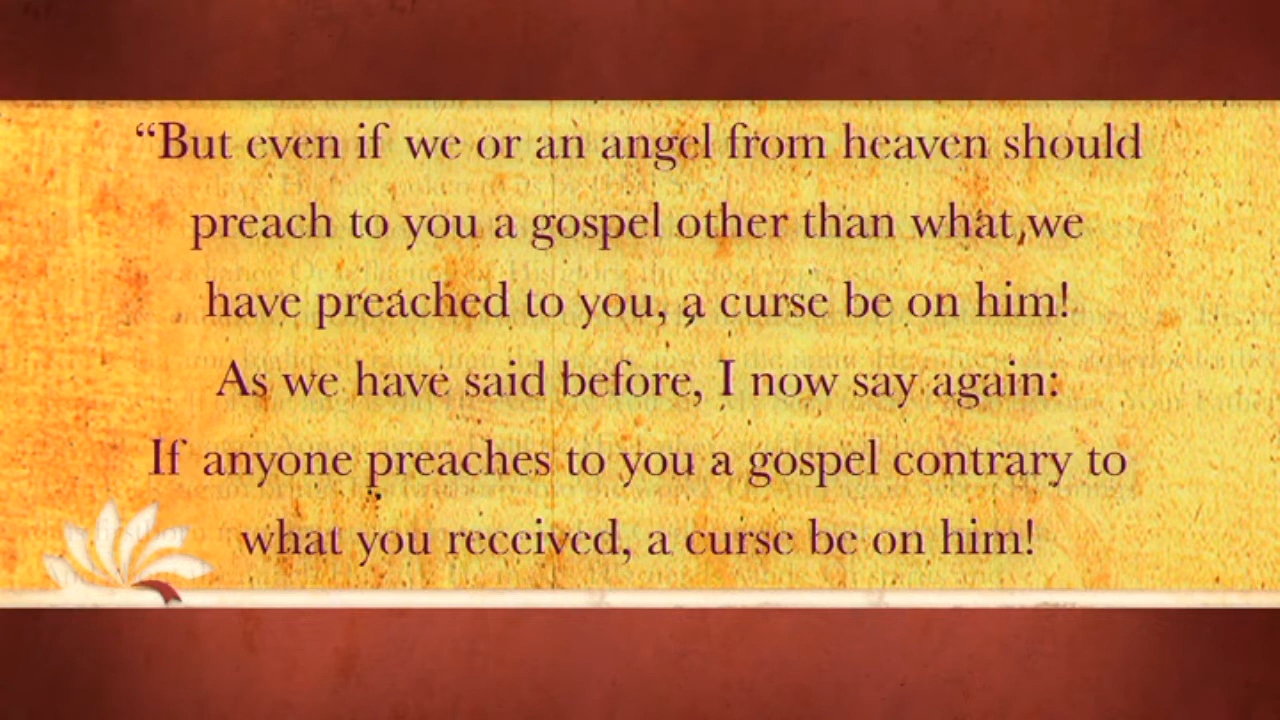 “But even if we or an angel from heaven should
preach to you a gospel other than what we
have preached to you, a curse be on him!
As we have said before, I now say again:
If anyone preaches to you a gospel contrary to
what you received, a curse be on him!